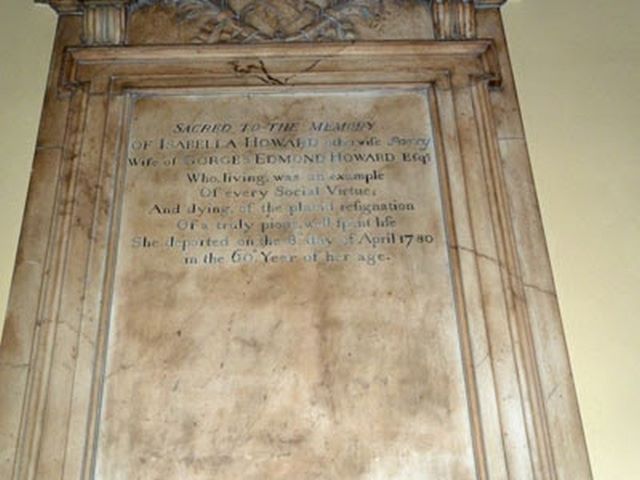 SACRED TO THE MEMORY
OF ISABELLA HOWARD otherwise Parry
Wife of GORGES EDMOND HOWARD Esqr
Who, living, was an example
Of every Social Virtue,
And dying, of the placid resignation
Of a truly pious, well spent life
She departed on the 8th day of April 1780
in the 60th Year of her age.